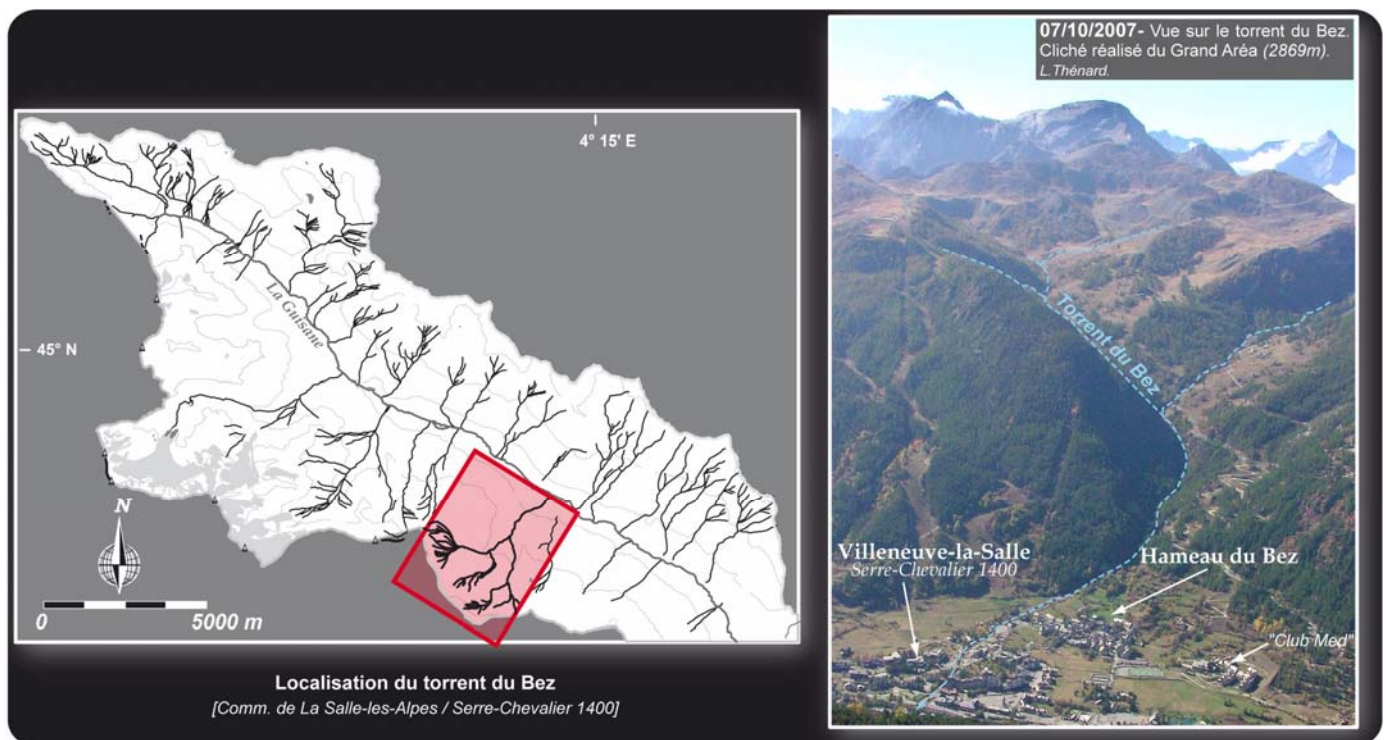 4° 15' E
La Guisane
45° N
N
0 5000 m
Localisation du torrent du Bez
[Comm. de La Salle-les-Alpes / Serre-Chevalier 1400]
07/10/2007- Vue sur le torrent du Bez.
Cliché réalisé du Grand Aréa (2869m).
L.Thénard.
Torrent du Bez
Villeneuve-la-Salle
Serre-Chevalier 1400
Hameau du Bez
"Club Med"